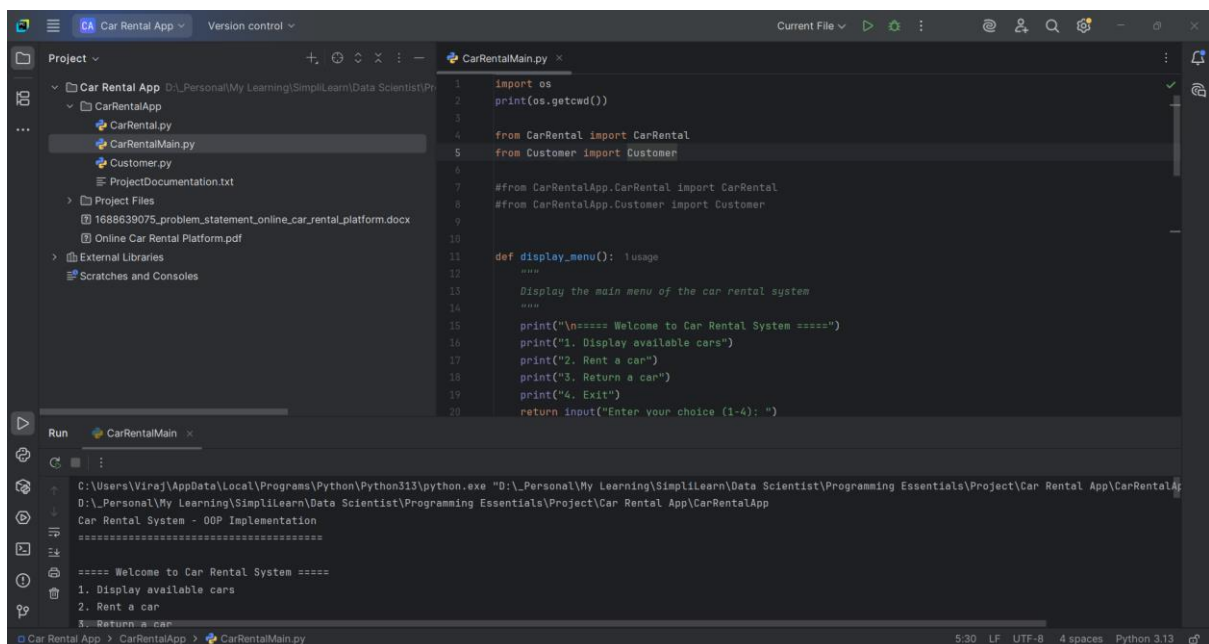 CA Car Rental App Version control Current File
Project
CarRentalMain.py
Car Rental App D:\_Personal\My Learning\SimpliLearn\Data Scientist\Pr
CarRentalApp
CarRental.py
CarRentalMain.py
Customer.py
ProjectDocumentation.txt
Project Files
1688639075_problem_statement_online_car_rental_platform.docx
Online Car Rental Platform.pdf
External Libraries
Scratches and Consoles
1 import os
2 print(os.getcwd())
3
4 from CarRental import CarRental
5 from Customer import Customer
6
7 #from CarRentalApp.CarRental import CarRental
8 #from CarRentalApp.Customer import Customer
9
10
11 def display_menu(): 1 usage
12 """
13 Display the main menu of the car rental system
14 """
15 print("\n===== Welcome to Car Rental System =====")
16 print("1. Display available cars")
17 print("2. Rent a car")
18 print("3. Return a car")
19 print("4. Exit")
20 return input("Enter your choice (1-4): ")
Run CarRentalMain
C:\Users\Viraj\AppData\Local\Programs\Python\Python313\python.exe "D:\_Personal\My Learning\SimpliLearn\Data Scientist\Programming Essentials\Project\Car Rental App\CarRentalAp
D:\_Personal\My Learning\SimpliLearn\Data Scientist\Programming Essentials\Project\Car Rental App\CarRentalApp
Car Rental System - OOP Implementation
=======================================
===== Welcome to Car Rental System =====
1. Display available cars
2. Rent a car
3. Return a car
Car Rental App > CarRentalApp > CarRentalMain.py 5:30 LF UTF-8 4 spaces Python 3.13